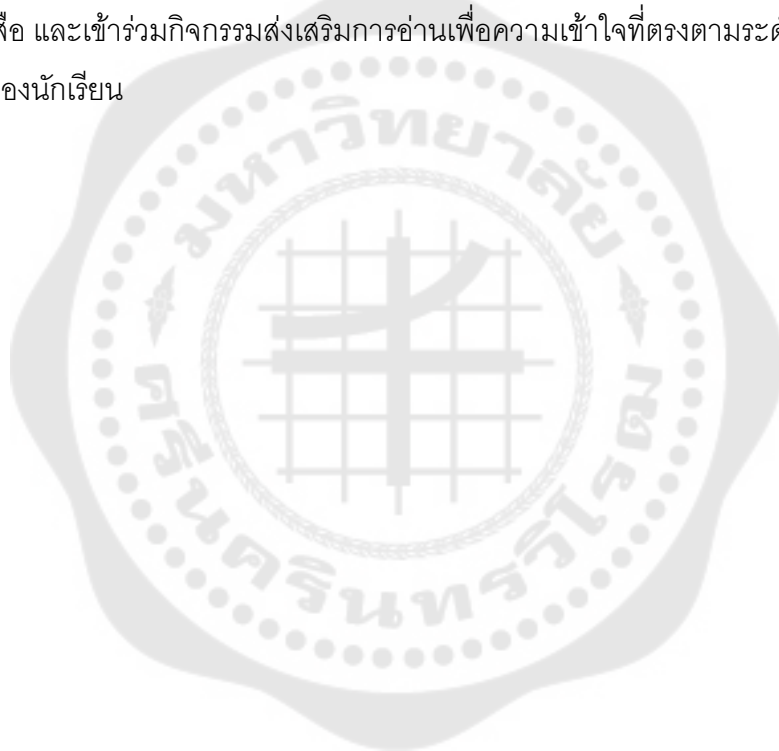 สือ และเข้าร่วมกิจกรรมส่งเสริมการอ่านเพื่อความเข้าใจที่ตรงตามระดั
องนักเรียน
มหาวิทยาลัย
ศรีนครินทรวิโรฒ